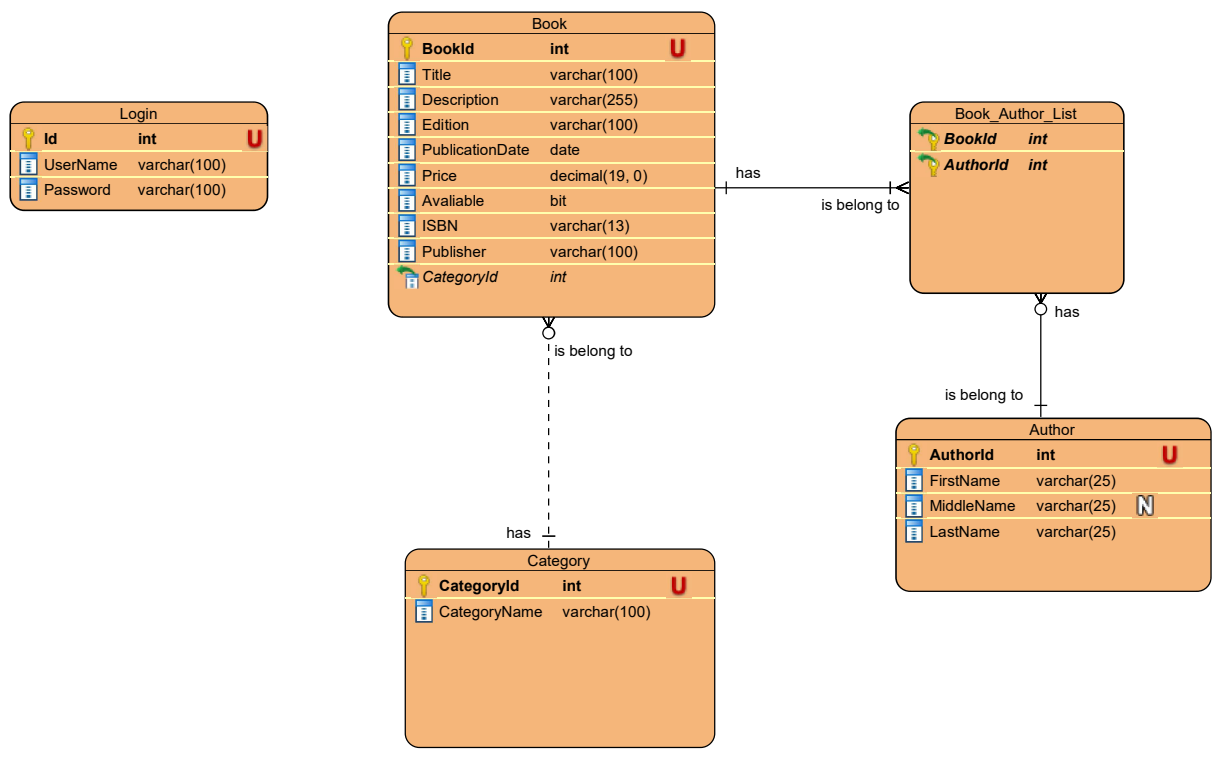 Login
Id int U
UserName varchar(100)
Password varchar(100)
Book
BookId int U
Title varchar(100)
Description varchar(255)
Edition varchar(100)
PublicationDate date
Price decimal(19, 0)
Avaliable bit
ISBN varchar(13)
Publisher varchar(100)
CategoryId int
has
is belong to
Book_Author_List
BookId int
AuthorId int
has
is belong to
Author
AuthorId int U
FirstName varchar(25)
MiddleName varchar(25) N
LastName varchar(25)
is belong to
has
Category
CategoryId int U
CategoryName varchar(100)